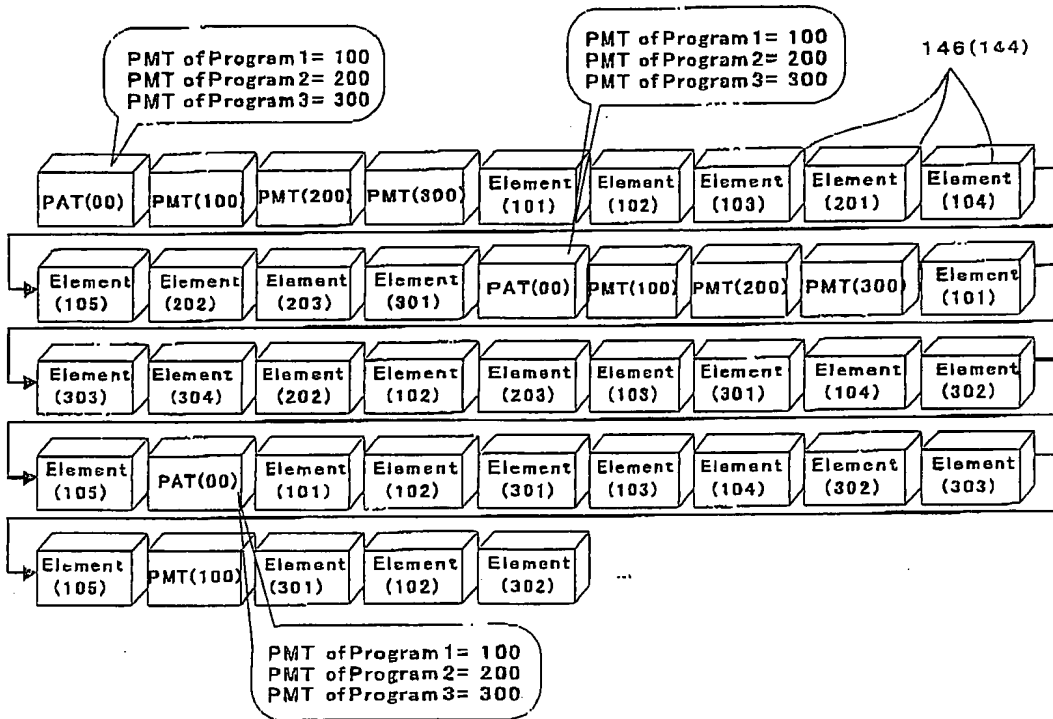 PMT of Program 1= 100
PMT of Program 2= 200
PMT of Program 3= 300
PMT of Program 1= 100
PMT of Program 2= 200
PMT of Program 3= 300
146(144)
PAT(00) PMT(100) PMT(200) PMT(300) Element (101) Element (102) Element (103) Element (201) Element (104)
Element (105) Element (202) Element (203) Element (301) PAT(00) PMT(100) PMT(200) PMT(300) Element (101)
Element (303) Element (304) Element (202) Element (102) Element (203) Element (103) Element (301) Element (104) Element (302)
Element (105) PAT(00) Element (101) Element (102) Element (301) Element (103) Element (104) Element (302) Element (303)
Element (105) PMT(100) Element (301) Element (102) Element (302) ...
PMT of Program 1= 100
PMT of Program 2= 200
PMT of Program 3= 300